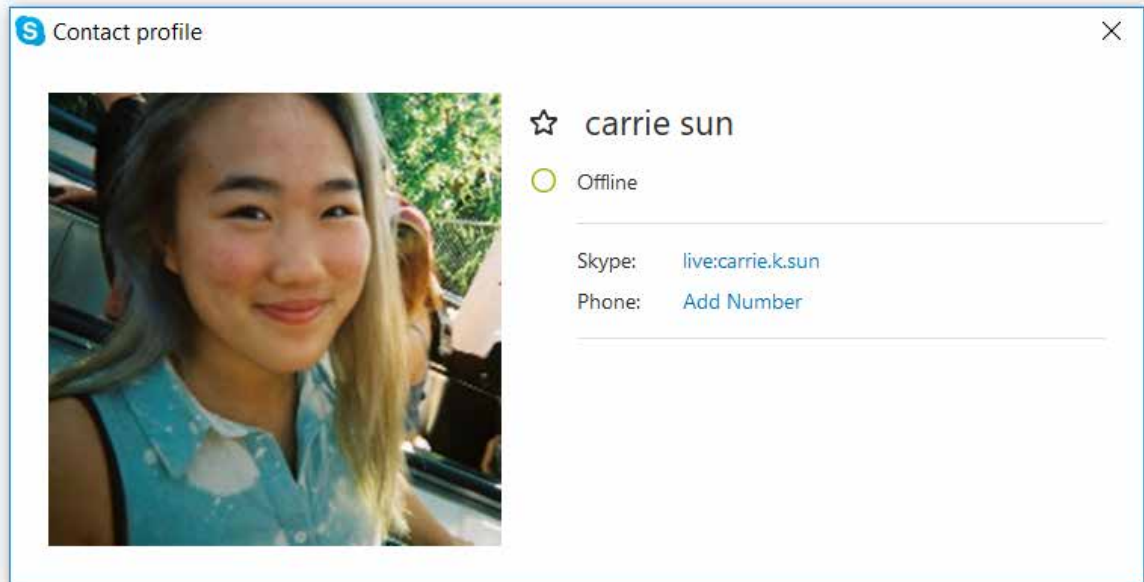 Contact profile
carrie sun
Offline
Skype: live:carrie.k.sun
Phone: Add Number